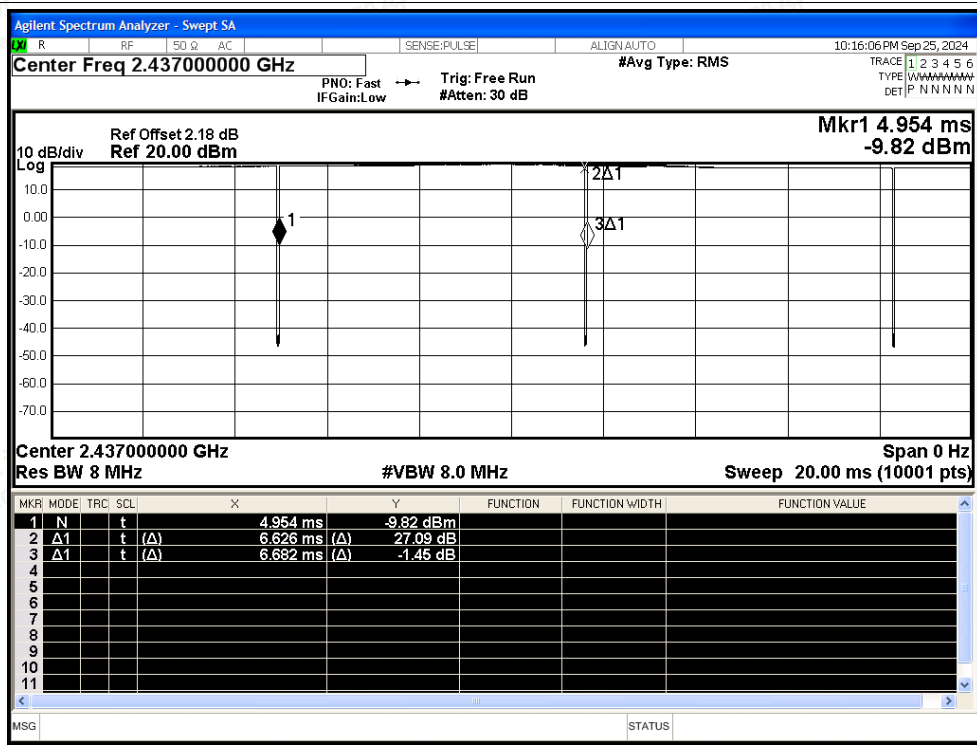 Agilent Spectrum Analyzer - Swept SA
LXI R RF 50 Ω AC SENSE:PULSE ALIGN AUTO 10:16:06 PM Sep 25, 2024
Center Freq 2.437000000 GHz #Avg Type: RMS TRACE 1 2 3 4 5 6
PNO: Fast Trig: Free Run TYPE WWWWWW
IFGain:Low #Atten: 30 dB DET P N N N N N
Mkr1 4.954 ms
Ref Offset 2.18 dB
10 dB/div Ref 20.00 dBm -9.82 dBm
Log
2Δ1
10.0
0.00
1
3Δ1
-10.0
-20.0
-30.0
-40.0
-50.0
-60.0
-70.0
Center 2.437000000 GHz Span 0 Hz
Res BW 8 MHz #VBW 8.0 MHz Sweep 20.00 ms (10001 pts)
MKR MODE TRC SCL X Y FUNCTION FUNCTION WIDTH FUNCTION VALUE
1 N t 4.954 ms -9.82 dBm
2 Δ1 t (Δ) 6.626 ms (Δ) 27.09 dB
3 Δ1 t (Δ) 6.682 ms (Δ) -1.45 dB
4
5
6
7
8
9
10
11
MSG STATUS